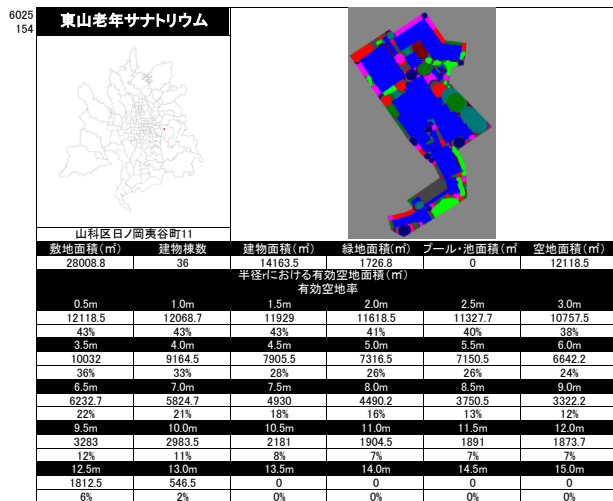 6025
154
東山老年サナトリウム
山科区日ノ岡夷谷町11
敷地面積(㎡) 建物棟数 建物面積(㎡) 緑地面積(㎡) プール・池面積(㎡ 空地面積(㎡)
28008.8 36 14163.5 1726.8 0 12118.5
半径rにおける有効空地面積(㎡)
有効空地率
0.5m 1.0m 1.5m 2.0m 2.5m 3.0m
12118.5 12068.7 11929 11618.5 11327.7 10757.5
43% 43% 43% 41% 40% 38%
3.5m 4.0m 4.5m 5.0m 5.5m 6.0m
10032 9164.5 7905.5 7316.5 7150.5 6642.2
36% 33% 28% 26% 26% 24%
6.5m 7.0m 7.5m 8.0m 8.5m 9.0m
6232.7 5824.7 4930 4490.2 3750.5 3322.2
22% 21% 18% 16% 13% 12%
9.5m 10.0m 10.5m 11.0m 11.5m 12.0m
3283 2983.5 2181 1904.5 1891 1873.7
12% 11% 8% 7% 7% 7%
12.5m 13.0m 13.5m 14.0m 14.5m 15.0m
1812.5 546.5 0 0 0 0
6% 2% 0% 0% 0% 0%